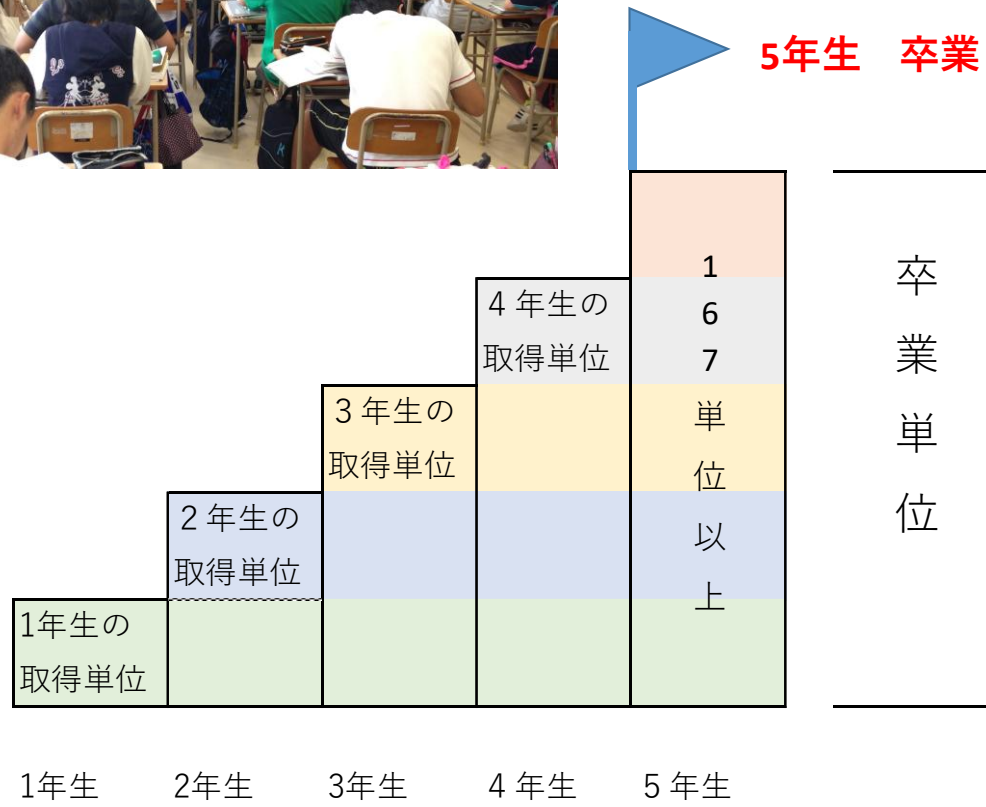 5年生　卒業
1
6
7
単
位
以
上
卒
業
単
位
4 年生の
取得単位
3 年生の
取得単位
2 年生の
取得単位
1年生の
取得単位
1年生
2年生
3年生
4 年生
5 年生